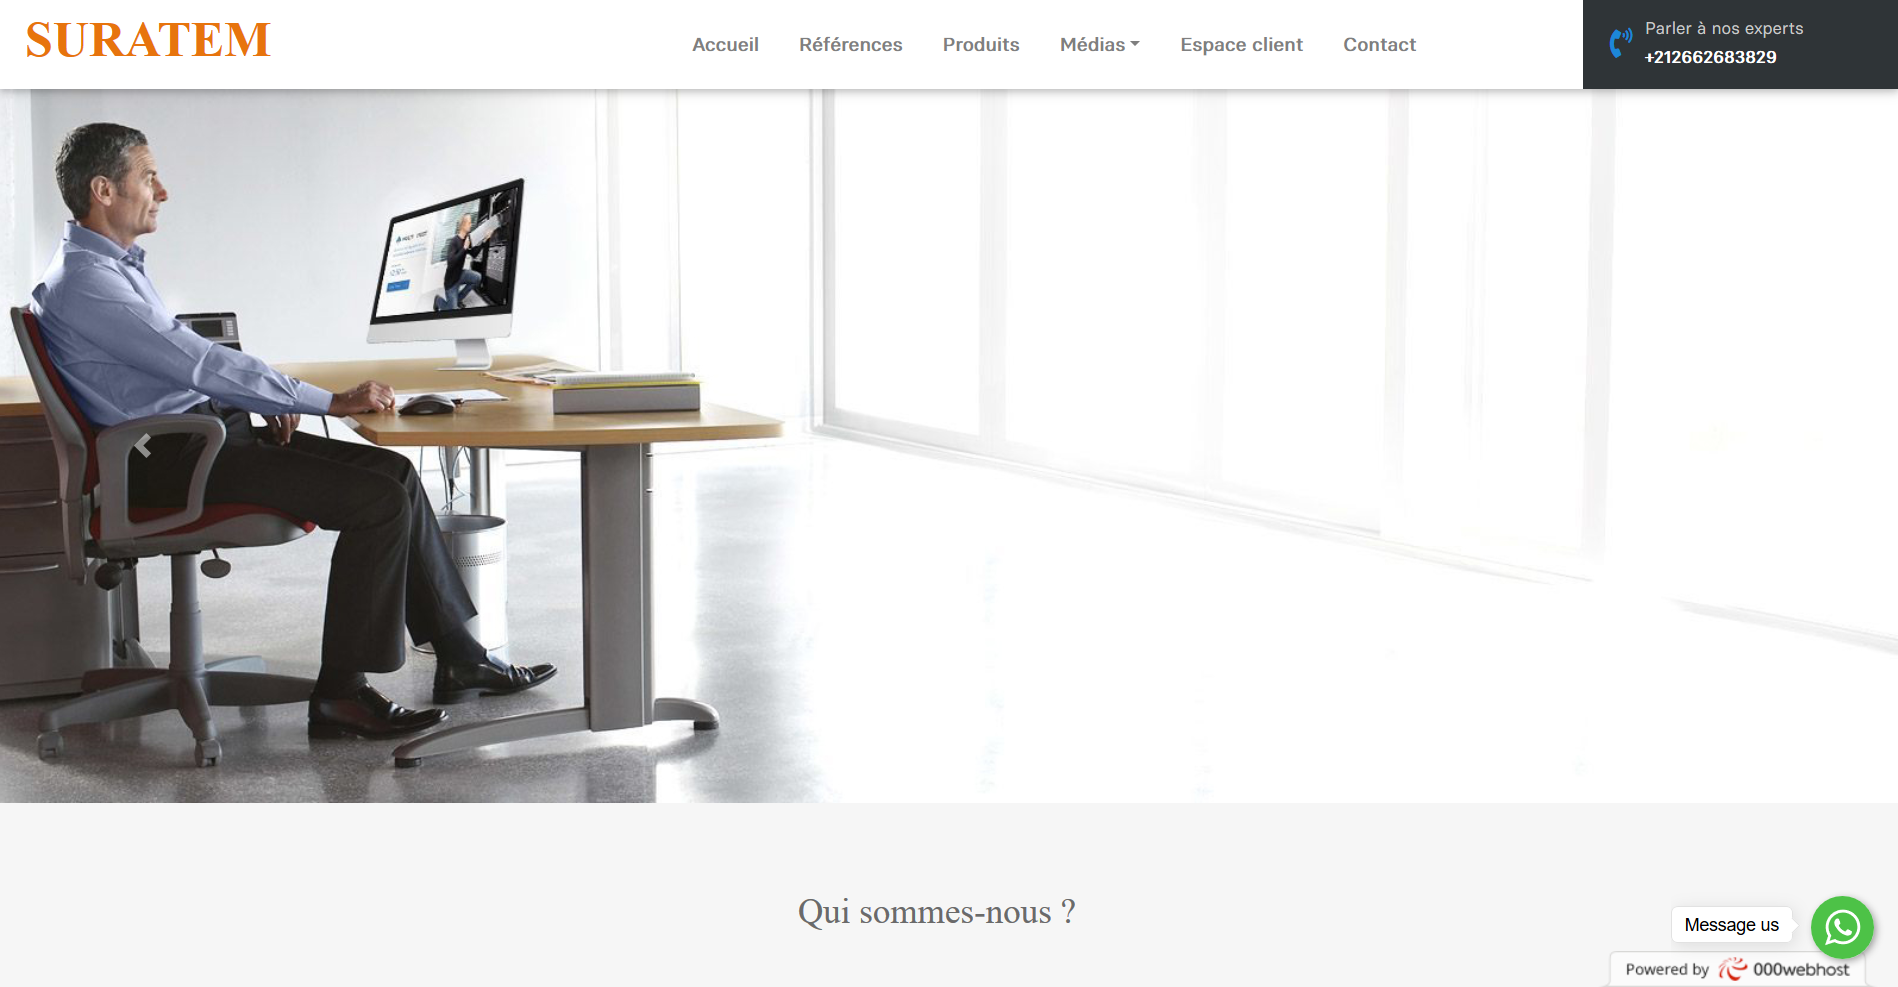 SURATEM
Accueil
Références
Produits
Médias
Espace client
Contact
Parler à nos experts
+212662683829
Qui sommes-nous ?
Message us
Powered by 000webhost